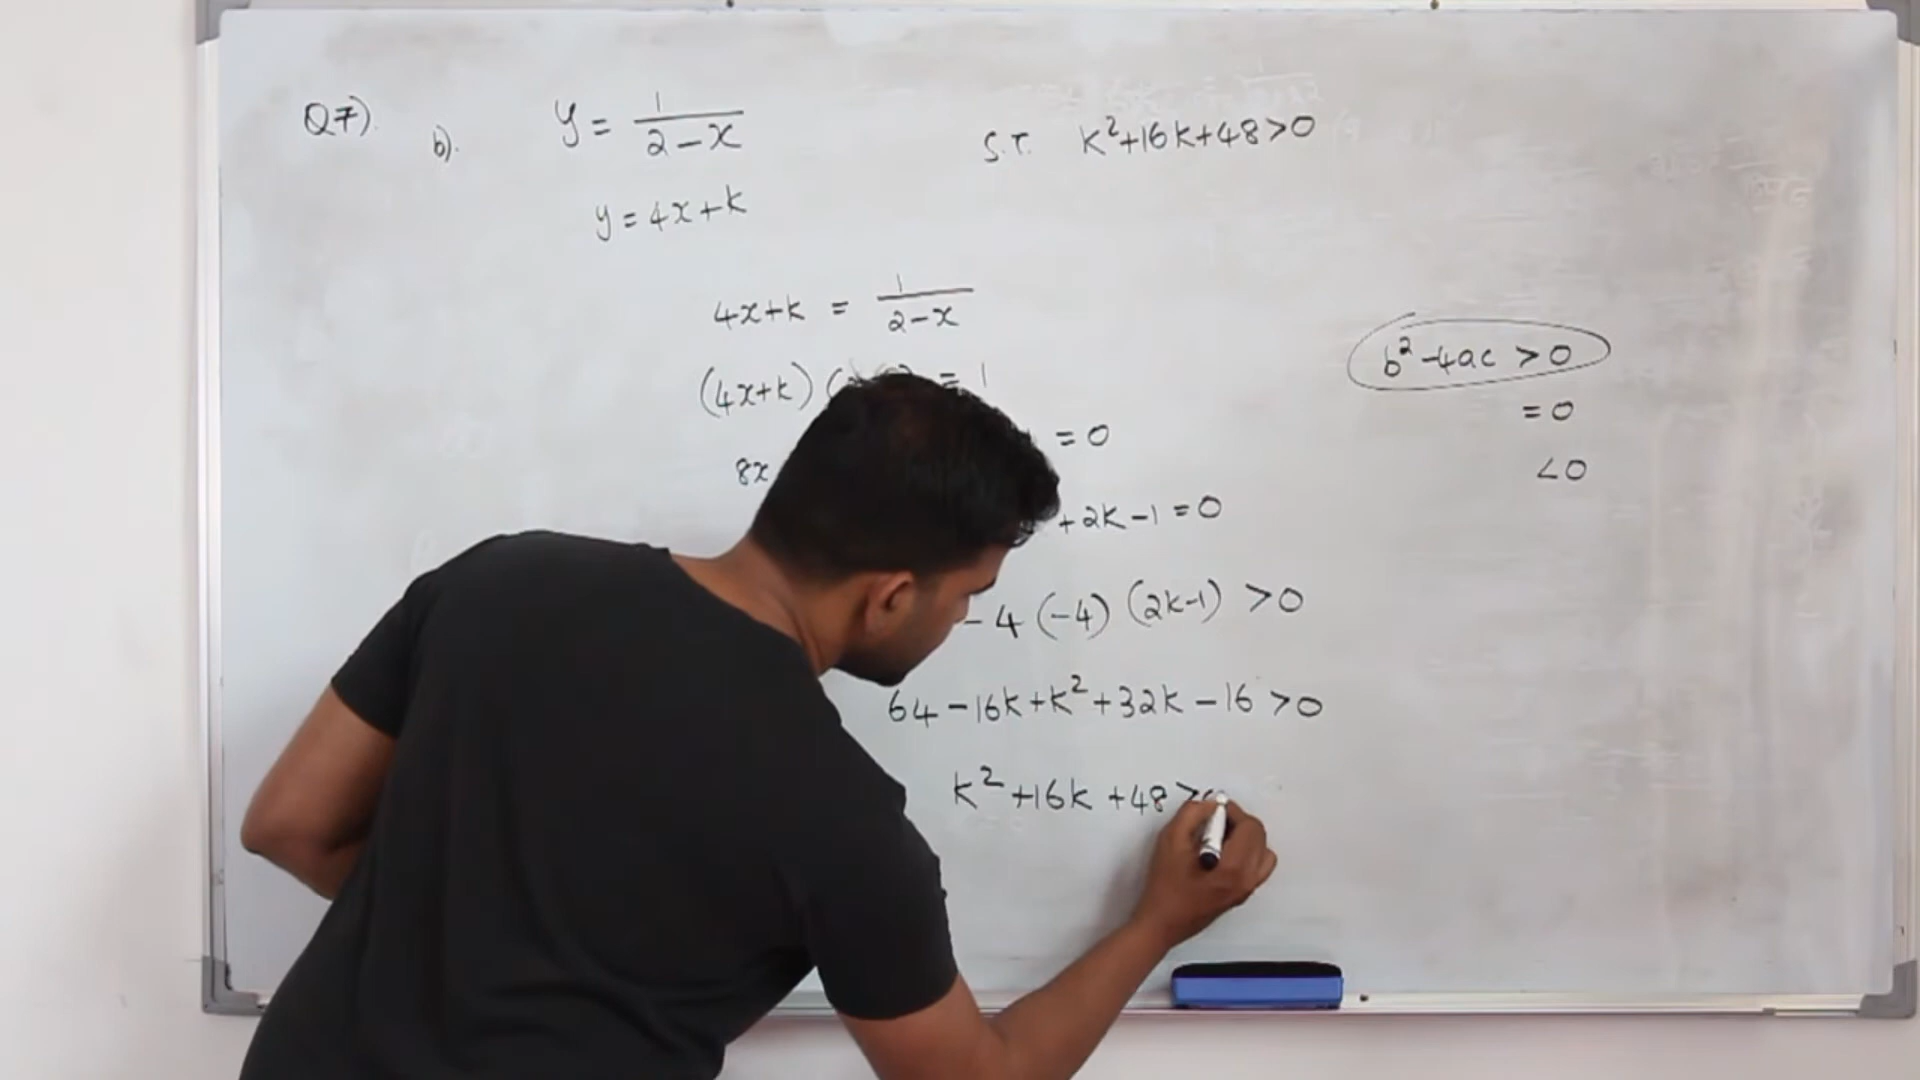 Q7). b). y = 1/(2-x) S.T. k²+16k+48>0
y = 4x+k
4x+k = 1/(2-x)
b²-4ac >0
(4x+k) ( = 1
=0
= 0
8x
<0
+2k-1=0
-4 (-4) (2k-1) >0
64-16k+k²+32k-16 >0
k²+16k+48>0